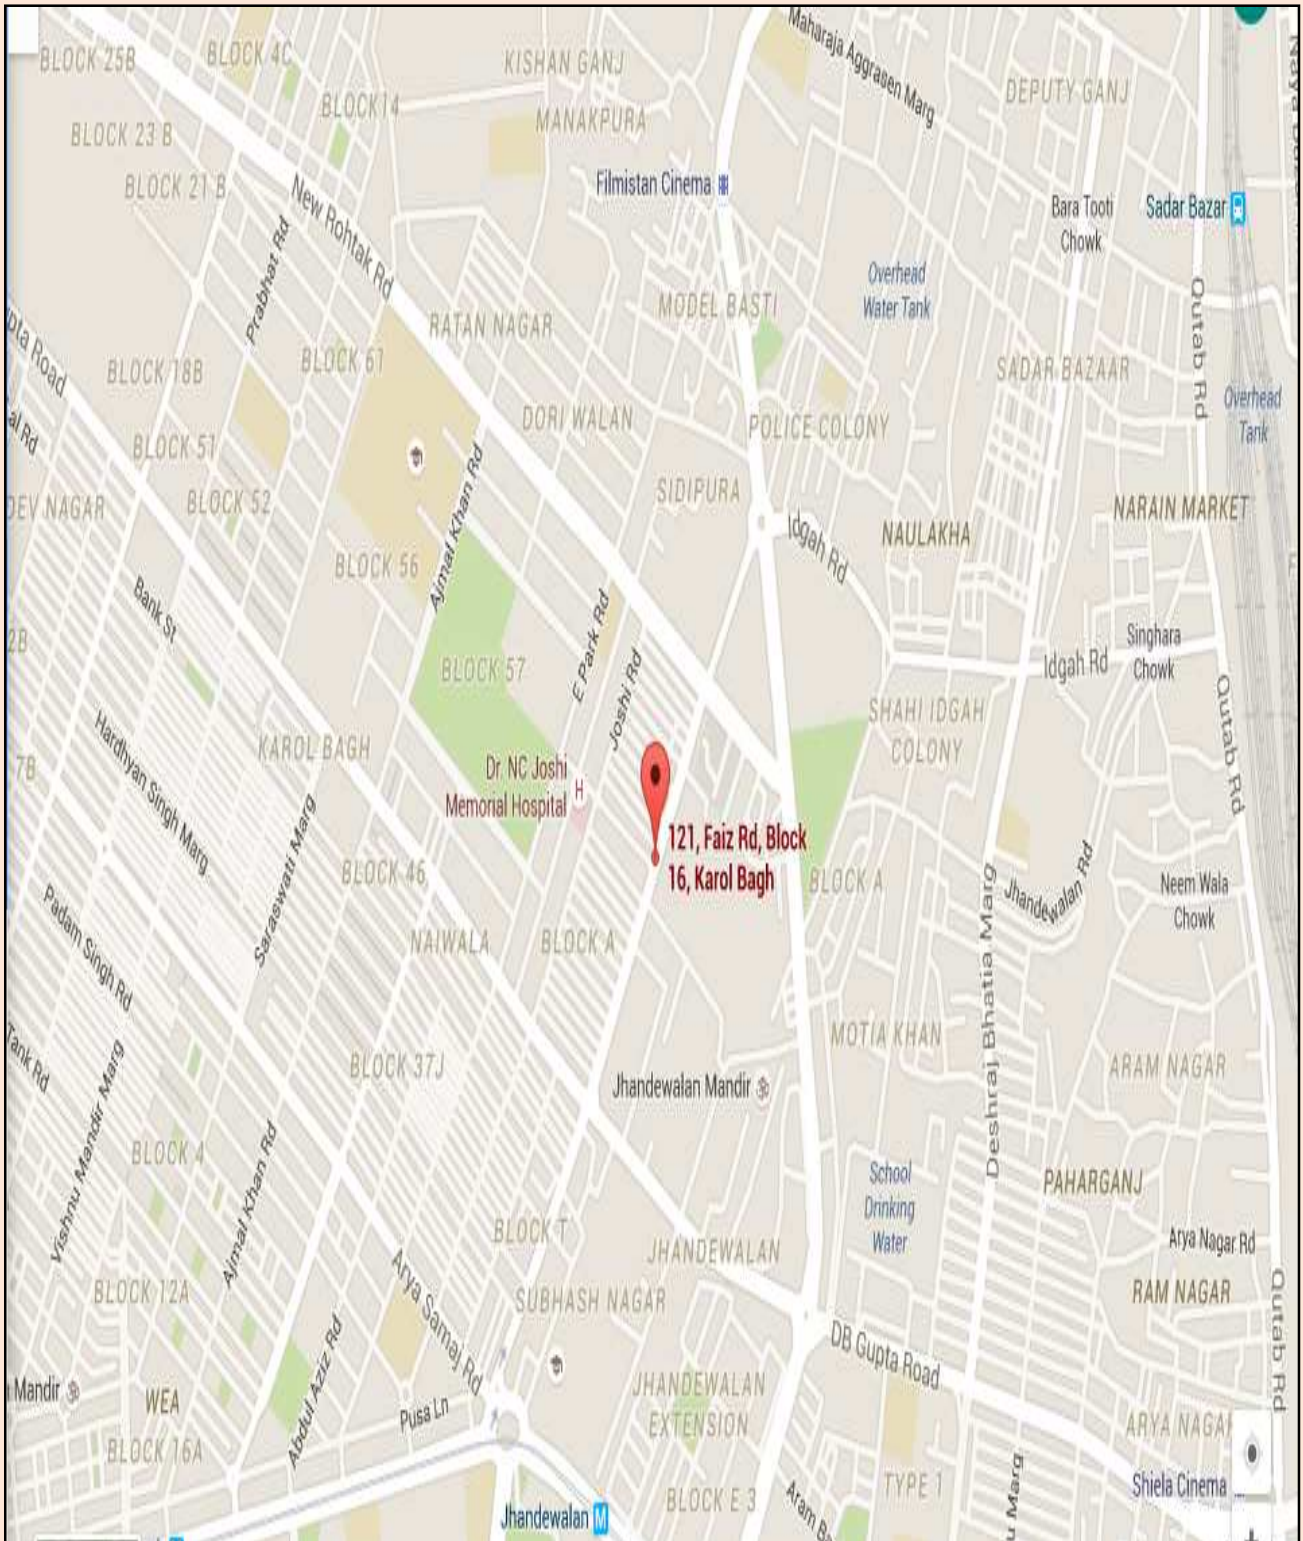 Maharaja Aggrasen Marg
BLOCK 25B
BLOCK 4C
KISHAN GANJ
DEPUTY GANJ
BLOCK14
MANAKPURA
BLOCK 23 B
BLOCK 21 B
Filmistan Cinema
New Rohtak Rd
Bara Tooti
Chowk
Sadar Bazar
Prabhat Rd
Overhead
Water Tank
MODEL BASTI
Qutab Rd
RATAN NAGAR
BLOCK 61
BLOCK 18B
SADAR BAZAAR
Overhead
Tank
DORI WALAN
POLICE COLONY
BLOCK 51
BLOCK 52
DEV NAGAR
Ajmal Khan Rd
SIDIPURA
NARAIN MARKET
Idgah Rd
NAULAKHA
BLOCK 56
Bank St
E Park Rd
Joshi Rd
BLOCK 57
Idgah Rd
Singhara
Chowk
Qutab Rd
SHAHI IDGAH
COLONY
KAROL BAGH
Hardhyan Singh Marg
Dr. NC Joshi
Memorial Hospital
H
121, Faiz Rd, Block
16, Karol Bagh
Saraswati Marg
BLOCK 46
BLOCK A
Jhandewalan Rd
Neem Wala
Chowk
Padam Singh Rd
NAIWALA
BLOCK A
Deshraj Bhatia Marg
Tank Rd
MOTIA KHAN
ARAM NAGAR
BLOCK 37J
Jhandewalan Mandir
Vishnu Mandir Marg
BLOCK 4
Ajmal Khan Rd
School
Drinking
Water
PAHARGANJ
BLOCK T
JHANDEWALAN
Arya Nagar Rd
Arya Samaj Rd
BLOCK 12A
SUBHASH NAGAR
RAM NAGAR
Qutab Rd
Abdul Aziz Rd
DB Gupta Road
Mandir
WEA
Pusa Ln
JHANDEWALAN
EXTENSION
BLOCK 16A
ARYA NAGAR
Shiela Cinema
BLOCK E 3
TYPE 1
Jhandewalan M
Marg